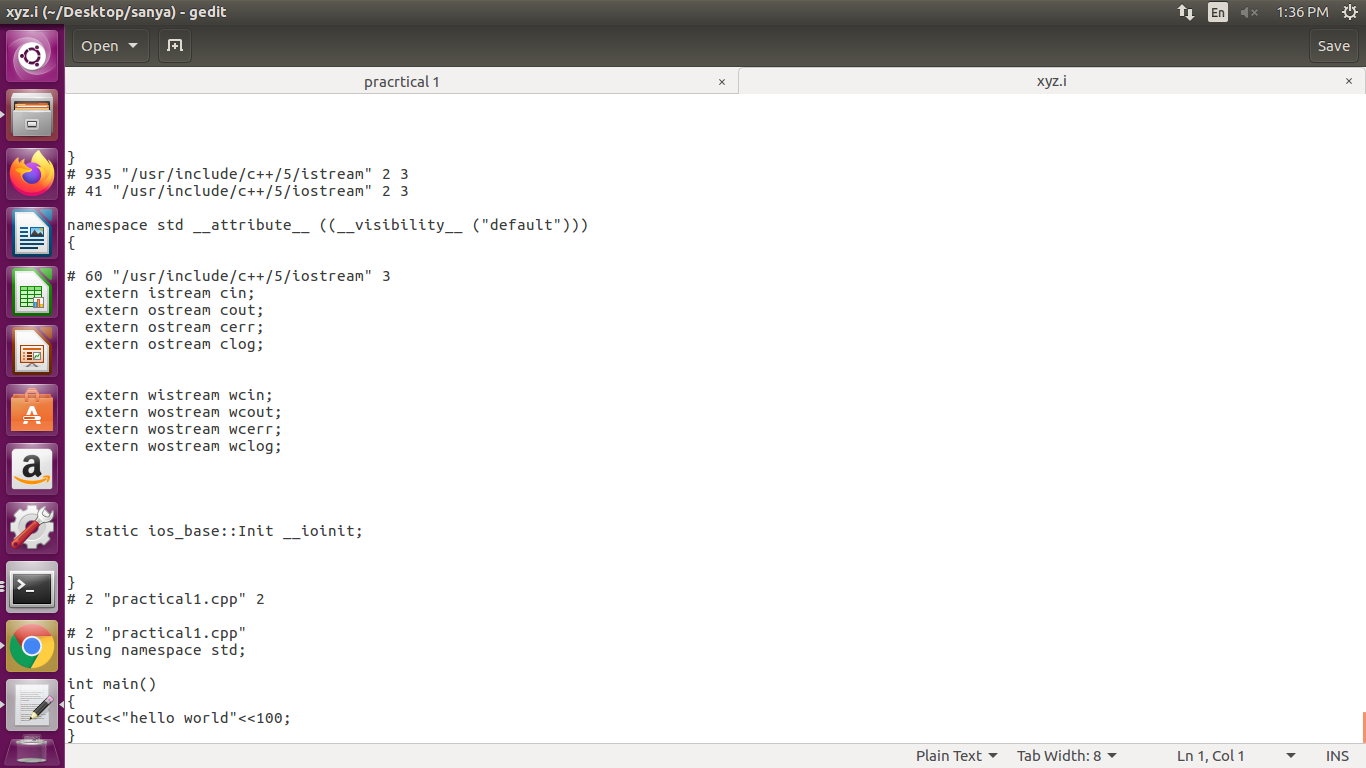 xyz.i (~/Desktop/sanya) - gedit
En
1:36 PM
Open
Save
pracrtical 1 ×
xyz.i ×
}
# 935 "/usr/include/c++/5/istream" 2 3
# 41 "/usr/include/c++/5/iostream" 2 3
namespace std __attribute__ ((__visibility__ ("default")))
{
# 60 "/usr/include/c++/5/iostream" 3
extern istream cin;
extern ostream cout;
extern ostream cerr;
extern ostream clog;
extern wistream wcin;
extern wostream wcout;
extern wostream wcerr;
extern wostream wclog;
static ios_base::Init __ioinit;
}
# 2 "practical1.cpp" 2
# 2 "practical1.cpp"
using namespace std;
int main()
{
cout<<"hello world"<<100;
}
Plain Text
Tab Width: 8
Ln 1, Col 1
INS